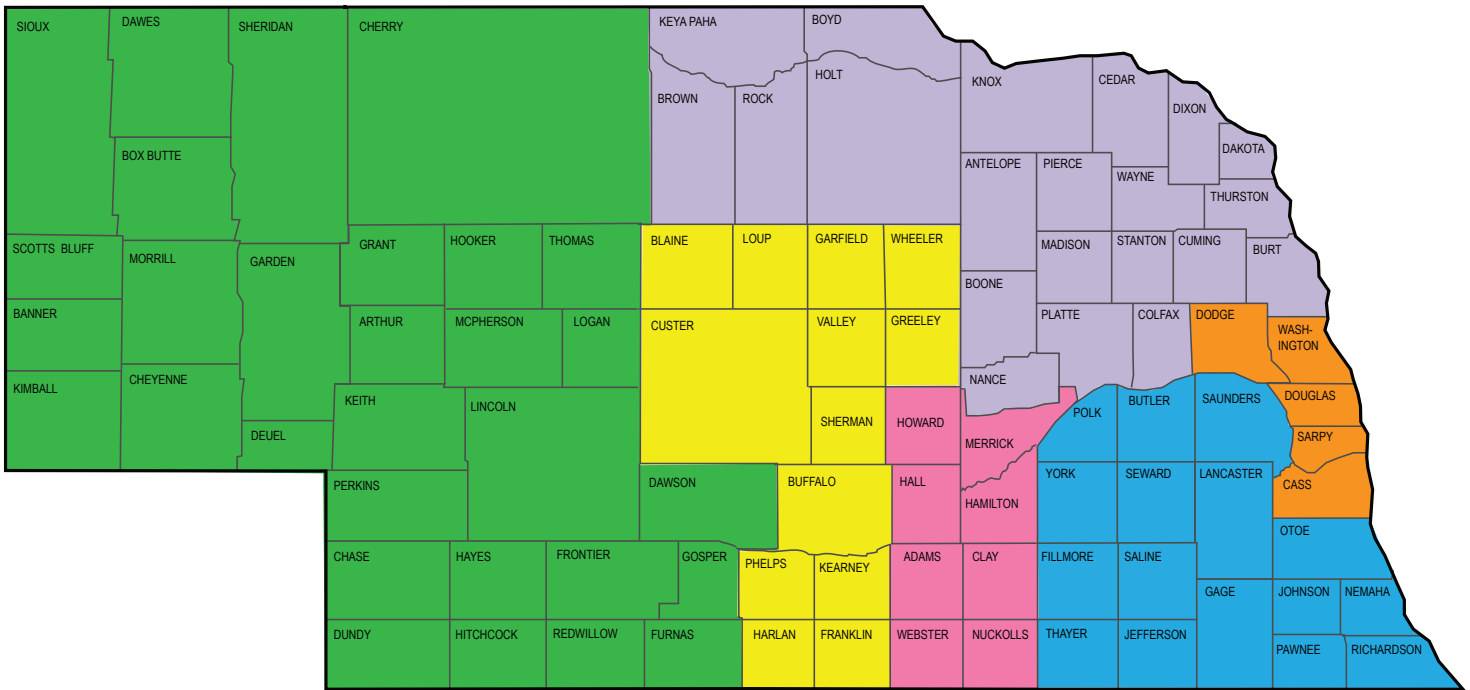 SIOUX
DAWES
SHERIDAN
CHERRY
KEYA PAHA
BOYD
HOLT
KNOX
CEDAR
DIXON
BROWN
ROCK
DAKOTA
BOX BUTTE
ANTELOPE
PIERCE
WAYNE
THURSTON
SCOTTS BLUFF
MORRILL
GARDEN
GRANT
HOOKER
THOMAS
BLAINE
LOUP
GARFIELD
WHEELER
MADISON
STANTON
CUMING
BURT
BOONE
BANNER
ARTHUR
MCPHERSON
LOGAN
CUSTER
VALLEY
GREELEY
PLATTE
COLFAX
DODGE
WASH-
INGTON
KIMBALL
CHEYENNE
NANCE
KEITH
LINCOLN
DEUEL
SHERMAN
HOWARD
MERRICK
POLK
BUTLER
SAUNDERS
DOUGLAS
SARPY
PERKINS
DAWSON
BUFFALO
HALL
HAMILTON
YORK
SEWARD
LANCASTER
CASS
OTOE
CHASE
HAYES
FRONTIER
GOSPER
PHELPS
KEARNEY
ADAMS
CLAY
FILLMORE
SALINE
GAGE
JOHNSON
NEMAHA
DUNDY
HITCHCOCK
REDWILLOW
FURNAS
HARLAN
FRANKLIN
WEBSTER
NUCKOLLS
THAYER
JEFFERSON
PAWNEE
RICHARDSON